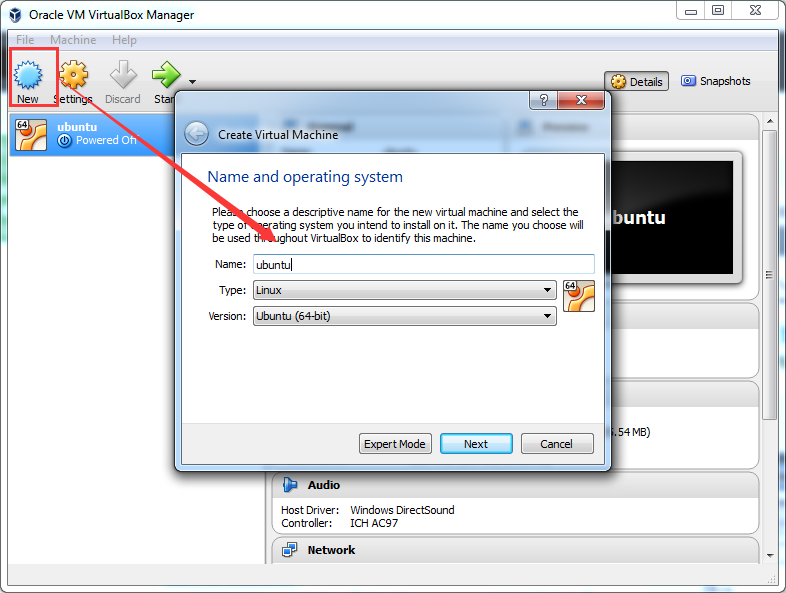 Oracle VM VirtualBox Manager
File Machine Help
New Settings Discard Start
Details Snapshots
64 ubuntu
Powered Off
Create Virtual Machine
Name and operating system
Please choose a descriptive name for the new virtual machine and select the
type of operating system you intend to install on it. The name you choose will
be used throughout VirtualBox to identify this machine.
Name: ubuntu
Type: Linux
64
Version: Ubuntu (64-bit)
Expert Mode Next Cancel
buntu
.54 MB)
Audio
Host Driver: Windows DirectSound
Controller: ICH AC97
Network